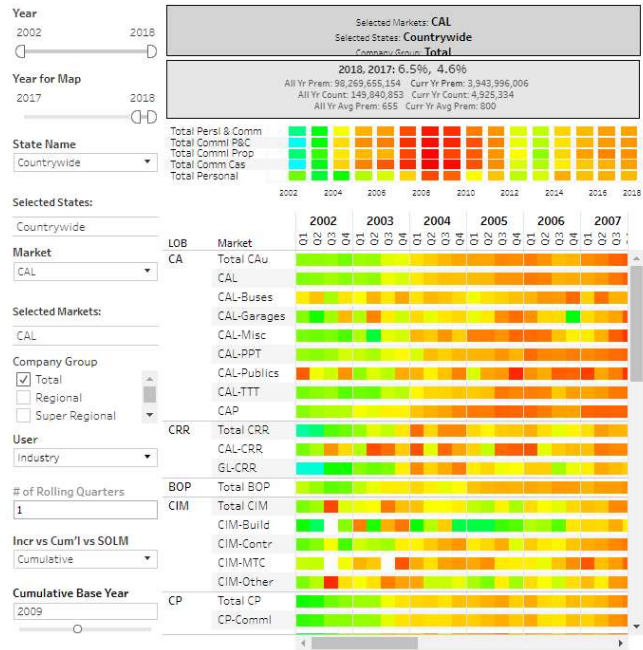 Year
2002 2018
Year for Map
2017 2018
State Name
Countrywide
Selected States:
Countrywide
Market
CAL
Selected Markets:
CAL
Company Group
Total
Regional
Super Regional
User
Industry
# of Rolling Quarters
1
Incr vs Cum'l vs SOLM
Cumulative
Cumulative Base Year
2009
Selected Markets: CAL
Selected States: Countrywide
Company Group: Total
2018, 2017: 6.5%, 4.6%
All Yr Prem: 98,269,655,154 Curr Yr Prem: 3,943,996,006
All Yr Count: 149,840,853 Curr Yr Count: 4,925,334
All Yr Avg Prem: 655 Curr Yr Avg Prem: 800
Total Persl & Comm
Total Comml P&C
Total Comml Prop
Total Comm Cas
Total Personal
2002 2004 2006 2008 2010 2012 2014 2016 2018
2002 2003 2004 2005 2006 2007
LOB Market Q1 Q2 Q3 Q4 Q1 Q2 Q3 Q4 Q1 Q2 Q3 Q4 Q1 Q2 Q3 Q4 Q1 Q2 Q3 Q4 Q1 Q2 Q3
CA Total CAu
CAL
CAL-Buses
CAL-Garages
CAL-Misc
CAL-PPT
CAL-Publics
CAL-TTT
CAP
CRR Total CRR
CAL-CRR
GL-CRR
BOP Total BOP
CIM Total CIM
CIM-Build
CIM-Contr
CIM-MTC
CIM-Other
CP Total CP
CP-Comml